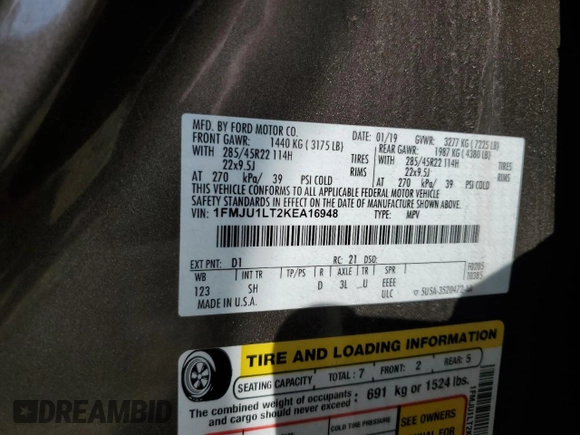 MFD. BY FORD MOTOR CO.
DATE: 01/19 GVWR: 3277 KG (7225 LB)
FRONT GAWR: 1440 KG (3175 LB) REAR GAWR: 1987 KG (4380 LB)
WITH 285/45R22 114H TIRES WITH 285/45R22 114H TIRES
22x9.5J RIMS 22x9.5J RIMS
AT 270 kPa/ 39 PSI COLD AT 270 kPa/ 39 PSI COLD
THIS VEHICLE CONFORMS TO ALL APPLICABLE FEDERAL MOTOR VEHICLE
SAFETY STANDARDS IN EFFECT ON THE DATE OF MANUFACTURE SHOWN ABOVE.
VIN: 1FMJU1LT2KEA16948 TYPE: MPV
EXT PNT: D1 RC: 21 DSO:
WB INT TR TP/PS R AXLE TR SPR
123 5H D 3L U EEEE
MADE IN U.S.A. ULC
TIRE AND LOADING INFORMATION
SEATING CAPACITY TOTAL: 7 FRONT: 2 REAR: 5
The combined weight of occupants
and cargo should never exceed: 691 kg or 1524 lbs.
COLD TIRE PRESSURE
SEE OWNERS
MANUAL FOR
DREAMBID